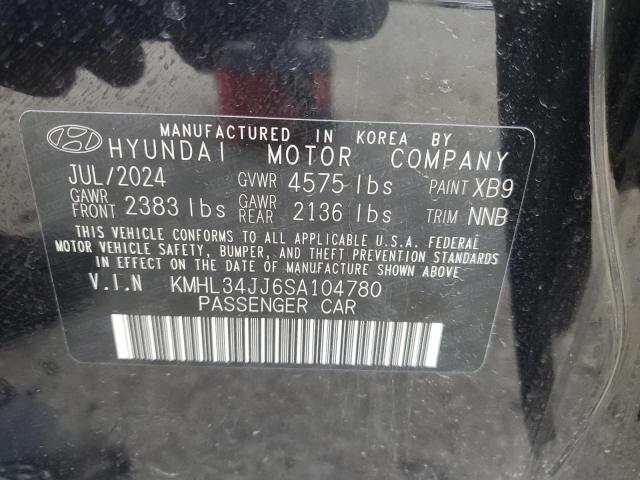 MANUFACTURED IN KOREA BY
HYUNDAI MOTOR COMPANY
JUL/2024 GVWR 4575 lbs PAINT XB9
GAWR FRONT 2383 lbs GAWR REAR 2136 lbs TRIM NNB
THIS VEHICLE CONFORMS TO ALL APPLICABLE U.S.A. FEDERAL
MOTOR VEHICLE SAFETY, BUMPER, AND THEFT PREVENTION STANDARDS
IN EFFECT ON THE DATE OF MANUFACTURE SHOWN ABOVE.
V.I.N KMHL34JJ6SA104780
PASSENGER CAR